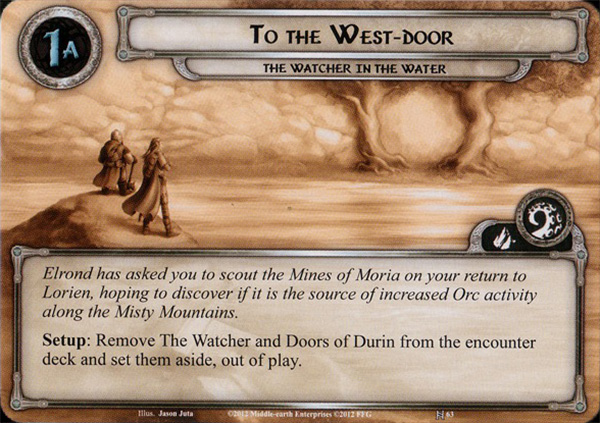 1A
TO THE WEST-DOOR
THE WATCHER IN THE WATER
Elrond has asked you to scout the Mines of Moria on your return to
Lorien, hoping to discover if it is the source of increased Orc activity
along the Misty Mountains.
Setup: Remove The Watcher and Doors of Durin from the encounter
deck and set them aside, out of play.
Illus. Jason Juta ©2012 Middle-earth Enterprises ©2012 FFG 63